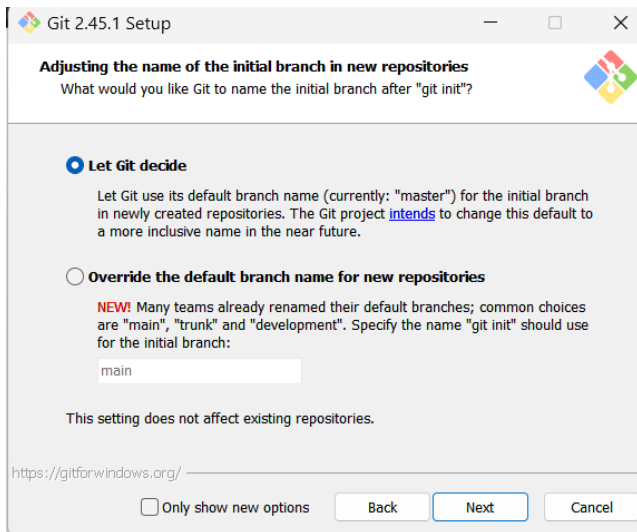 Git 2.45.1 Setup
Adjusting the name of the initial branch in new repositories
What would you like Git to name the initial branch after "git init"?
Let Git decide
Let Git use its default branch name (currently: "master") for the initial branch
in newly created repositories. The Git project intends to change this default to
a more inclusive name in the near future.
Override the default branch name for new repositories
NEW! Many teams already renamed their default branches; common choices
are "main", "trunk" and "development". Specify the name "git init" should use
for the initial branch:
main
This setting does not affect existing repositories.
https://gitforwindows.org/
Only show new options Back Next Cancel